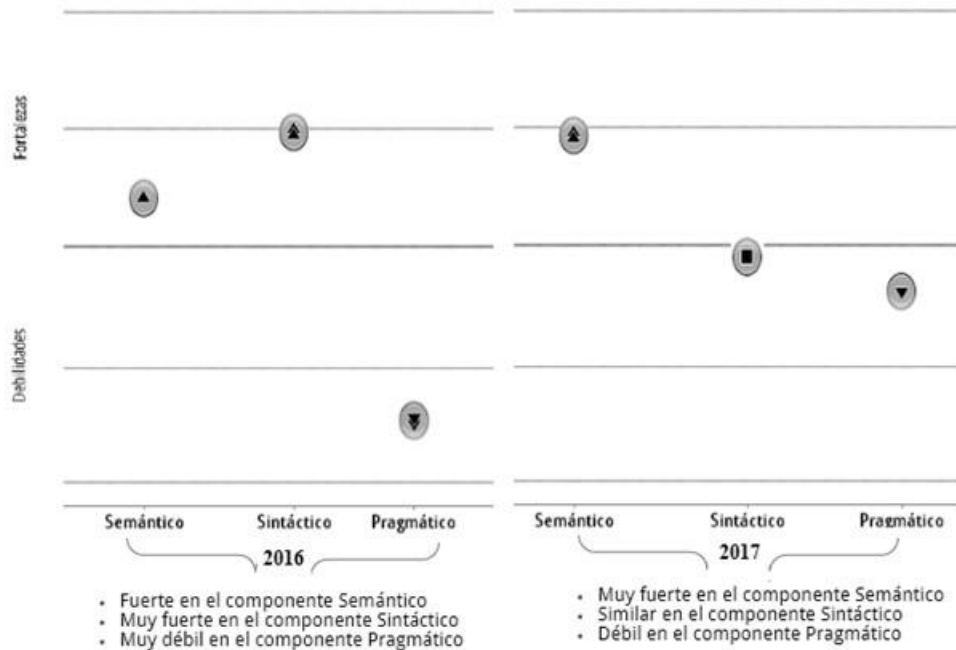 Fortalezas
Debilidades
Semántico Sintáctico Pragmático
2016
• Fuerte en el componente Semántico
• Muy fuerte en el componente Sintáctico
• Muy débil en el componente Pragmático
Semántico Sintáctico Pragmático
2017
• Muy fuerte en el componente Semántico
• Similar en el componente Sintáctico
• Débil en el componente Pragmático